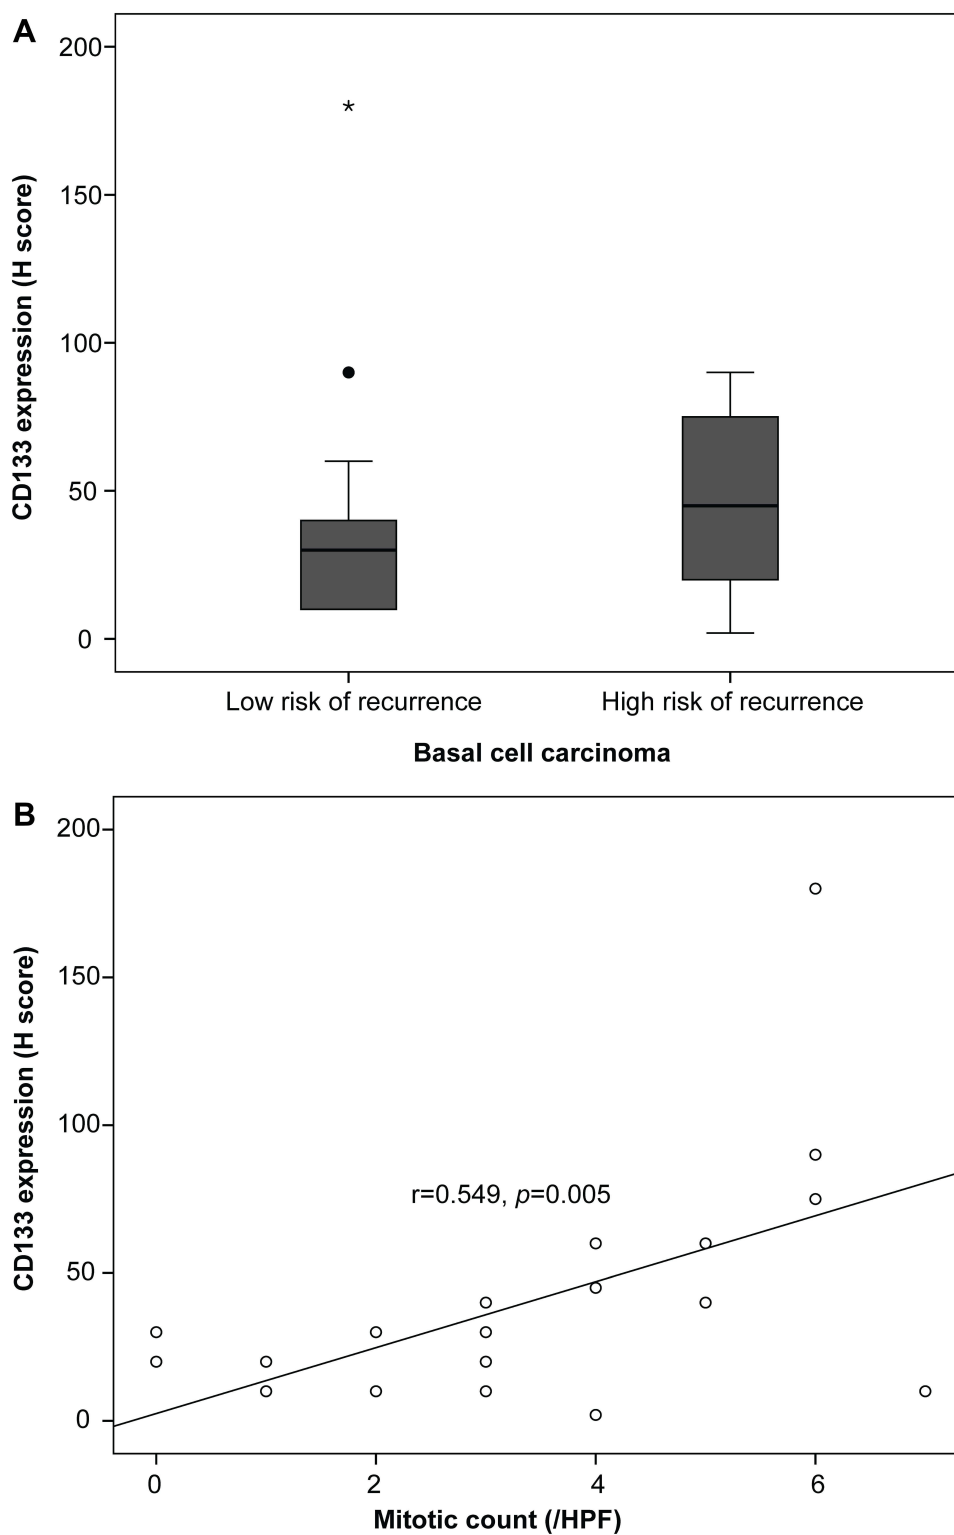 A
200
150
100
50
0
CD133 expression (H score)
*
Low risk of recurrence
High risk of recurrence
Basal cell carcinoma
B
200
150
100
50
0
CD133 expression (H score)
r=0.549, p=0.005
0 2 4 6
Mitotic count (/HPF)